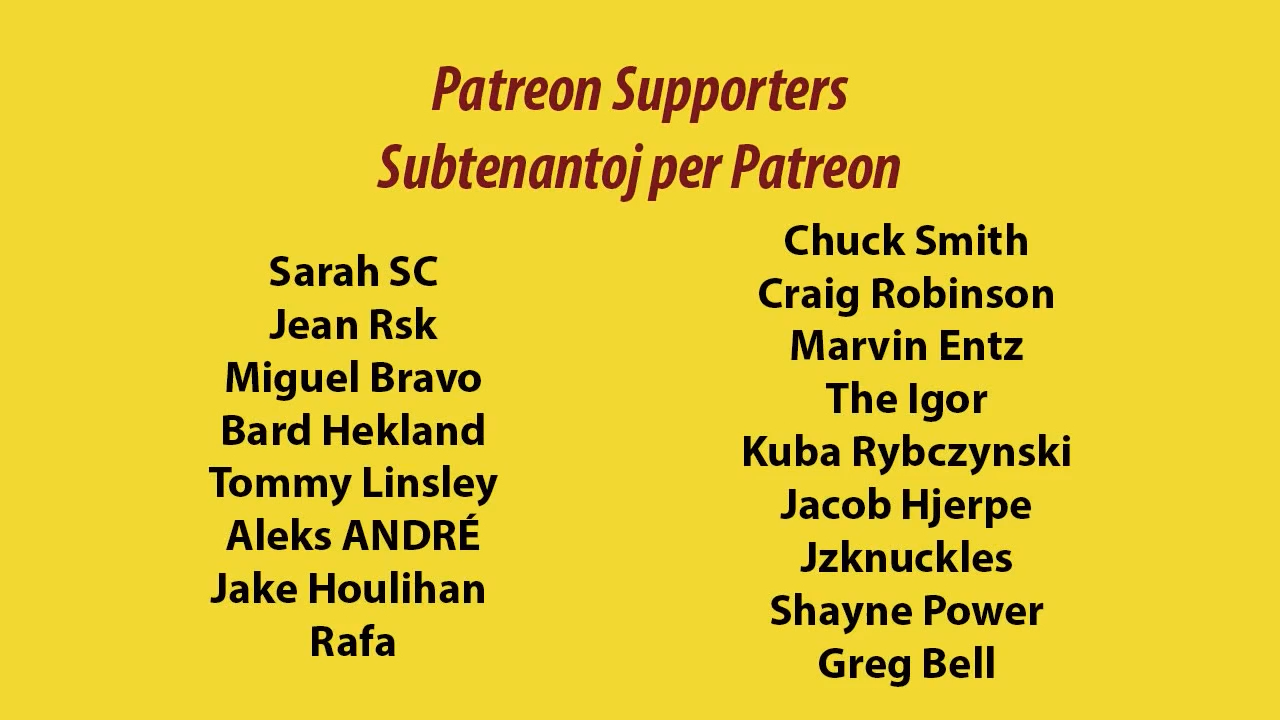 Patreon Supporters
Subtenantoj per Patreon
Sarah SC
Jean Rsk
Miguel Bravo
Bard Hekland
Tommy Linsley
Aleks ANDRÉ
Jake Houlihan
Rafa
Chuck Smith
Craig Robinson
Marvin Entz
The Igor
Kuba Rybczynski
Jacob Hjerpe
Jzknuckles
Shayne Power
Greg Bell